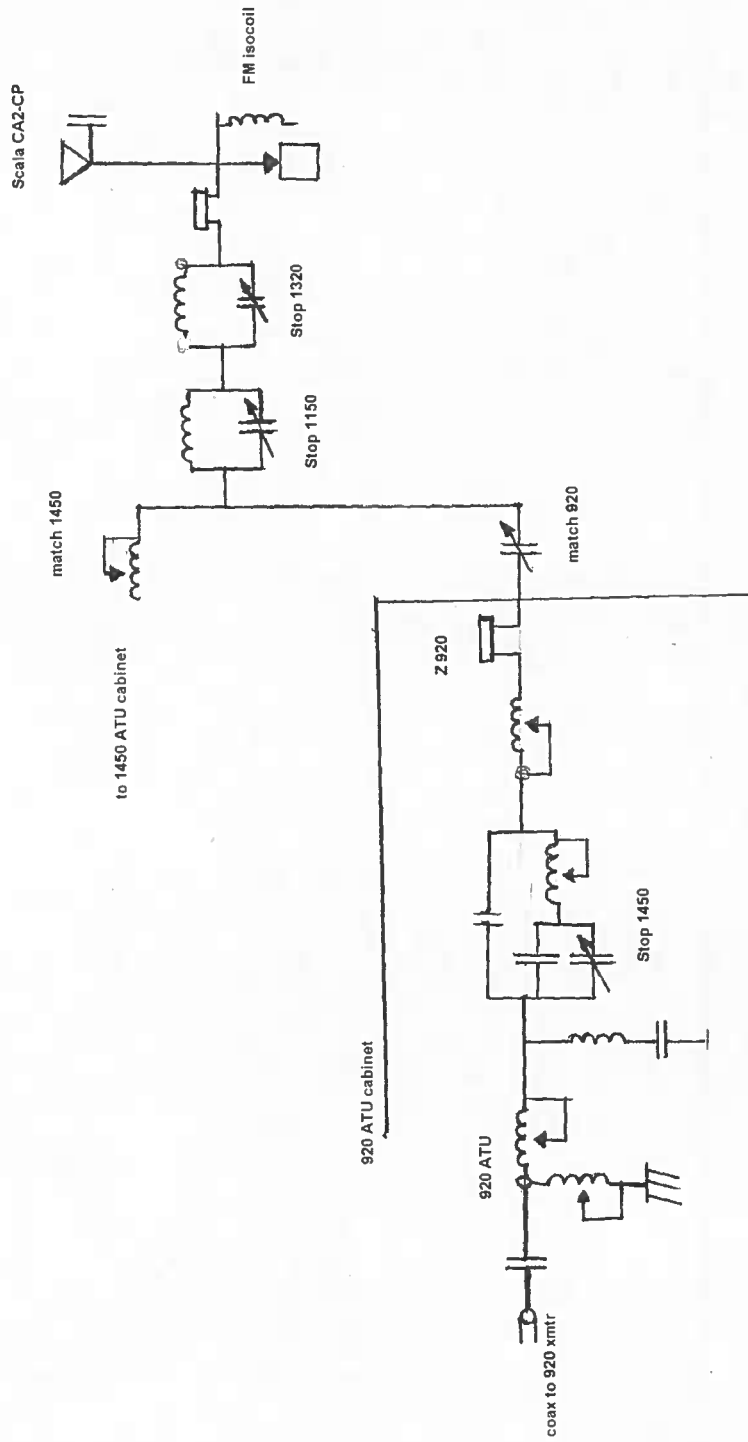 Scala CA2-CP
FM isocoil
Stop 1320
Stop 1150
match 1450
to 1450 ATU cabinet
match 920
Z 920
Stop 1450
920 ATU cabinet
920 ATU
coax to 920 xmtr